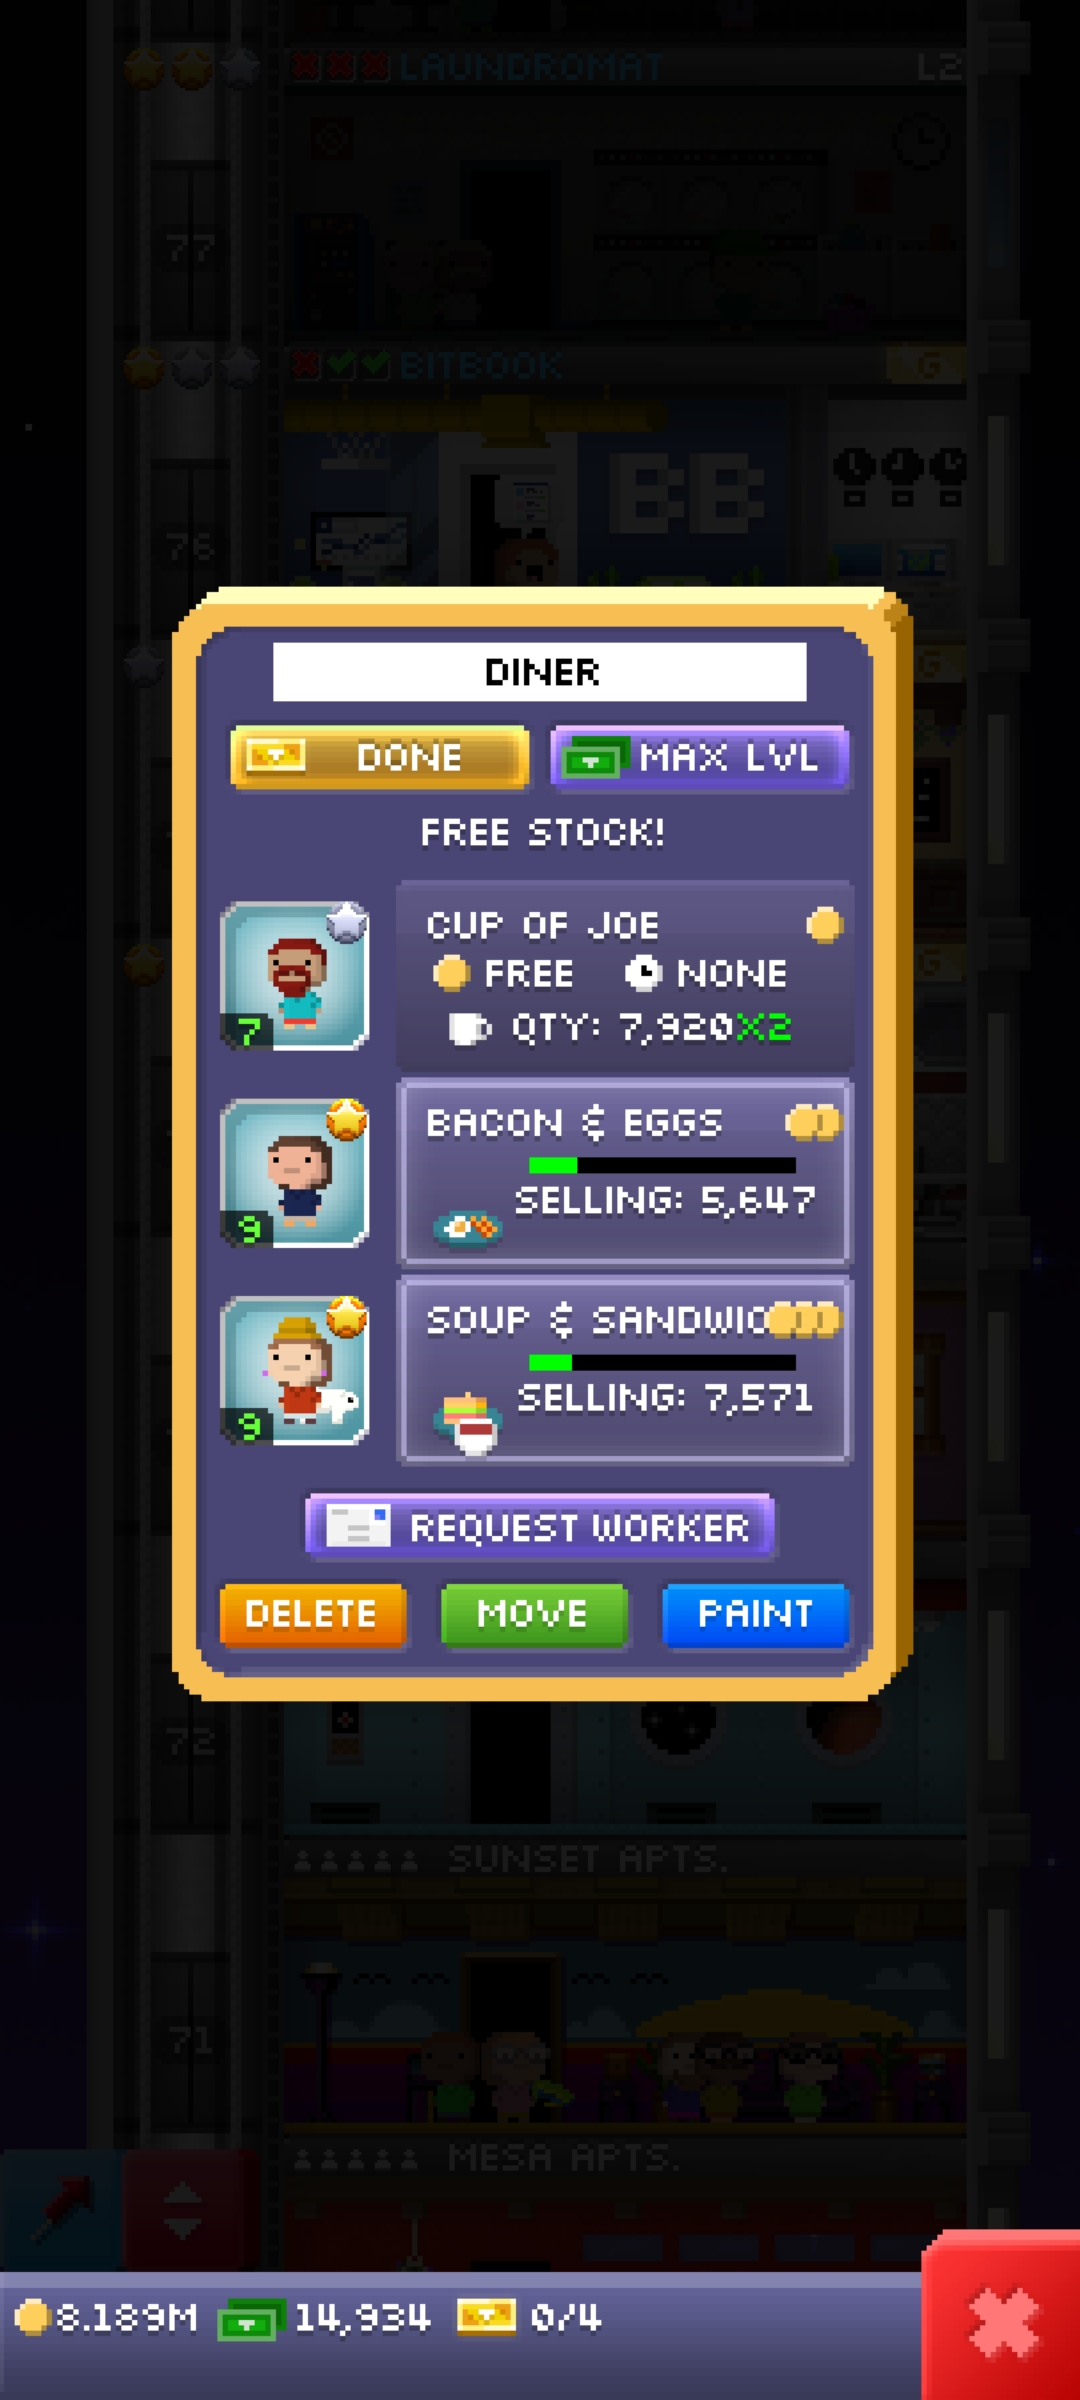 LAUNDROMAT L2
77
BITBOOK G
BB
76
G
DINER
DONE MAX LVL
FREE STOCK!
CUP OF JOE
FREE NONE
7 QTY: 7,920X2
G
BACON & EGGS
SELLING: 5,647
9
SOUP & SANDWIC
SELLING: 7,571
9
REQUEST WORKER
DELETE MOVE PAINT
72
SUNSET APTS.
71
MESA APTS.
8.189M 14,934 0/4